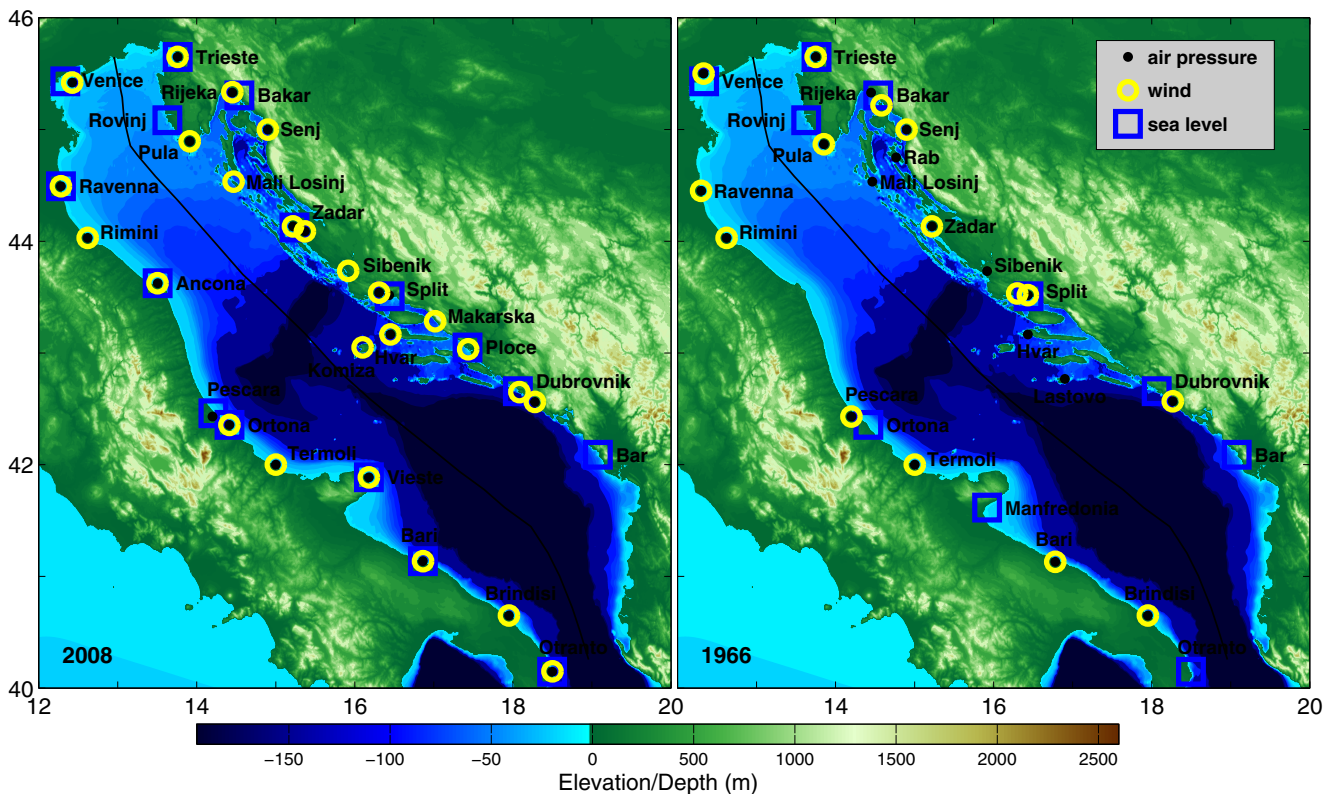 46
44
42
40
Trieste
Venice
Rijeka
Bakar
Rovinj
Senj
Pula
Mali Losinj
Ravenna
Zadar
Rimini
Sibenik
Ancona
Split
Makarska
Hvar
Ploce
Komiza
Dubrovnik
Pescara
Ortona
Termoli
Bar
Vieste
Bari
Brindisi
Otranto
2008
12
14
16
18
20
Trieste
air pressure
wind
sea level
Venice
Rijeka
Bakar
Rovinj
Senj
Pula
Rab
Mali Losinj
Ravenna
Zadar
Rimini
Sibenik
Split
Hvar
Lastovo
Dubrovnik
Pescara
Ortona
Termoli
Bar
Manfredonia
Bari
Brindisi
Otranto
1966
14
16
18
20
−150
−100
−50
0
500
1000
1500
2000
2500
Elevation/Depth (m)